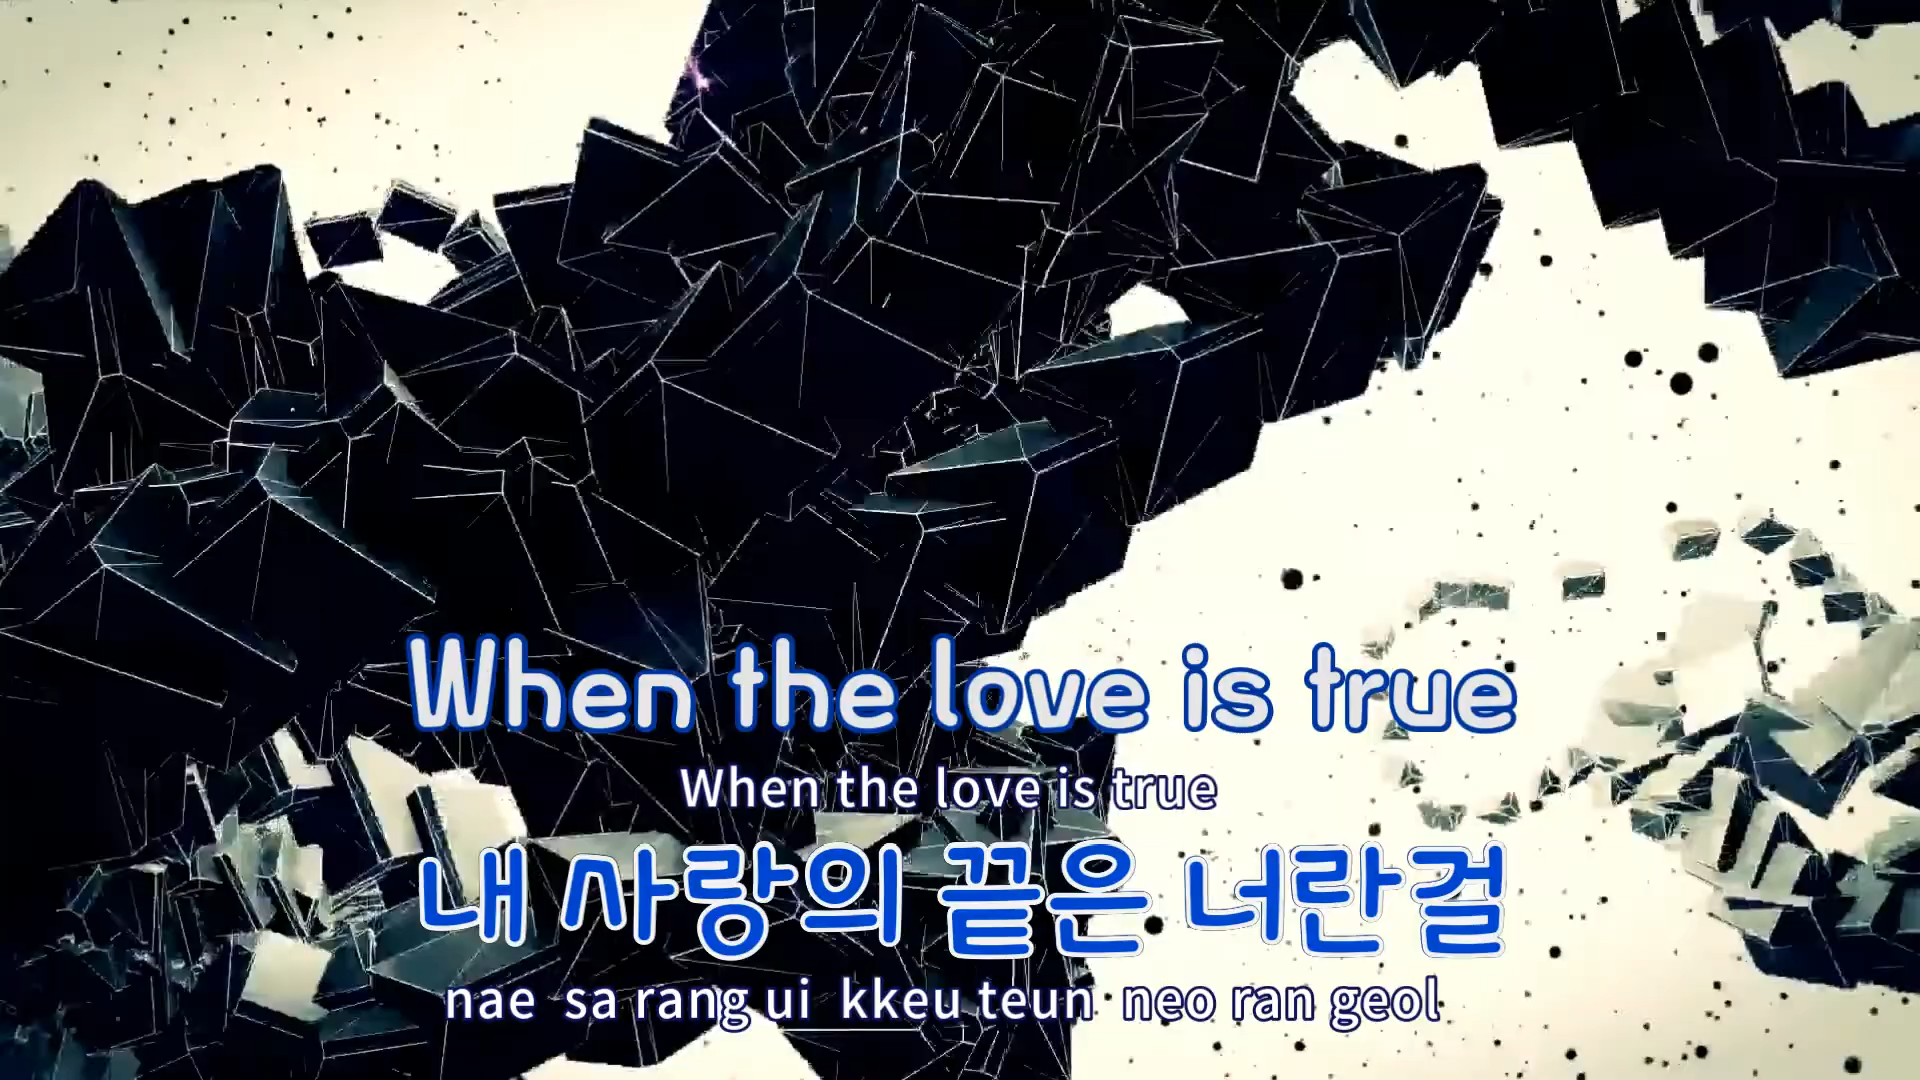 When the love is true
When the love is true
내 사랑의 끝은 너란걸
nae sa rang ui kkeu teun neo ran geol